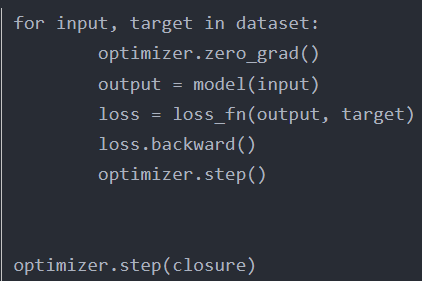 for input, target in dataset:
        optimizer.zero_grad()
        output = model(input)
        loss = loss_fn(output, target)
        loss.backward()
        optimizer.step()
optimizer.step(closure)